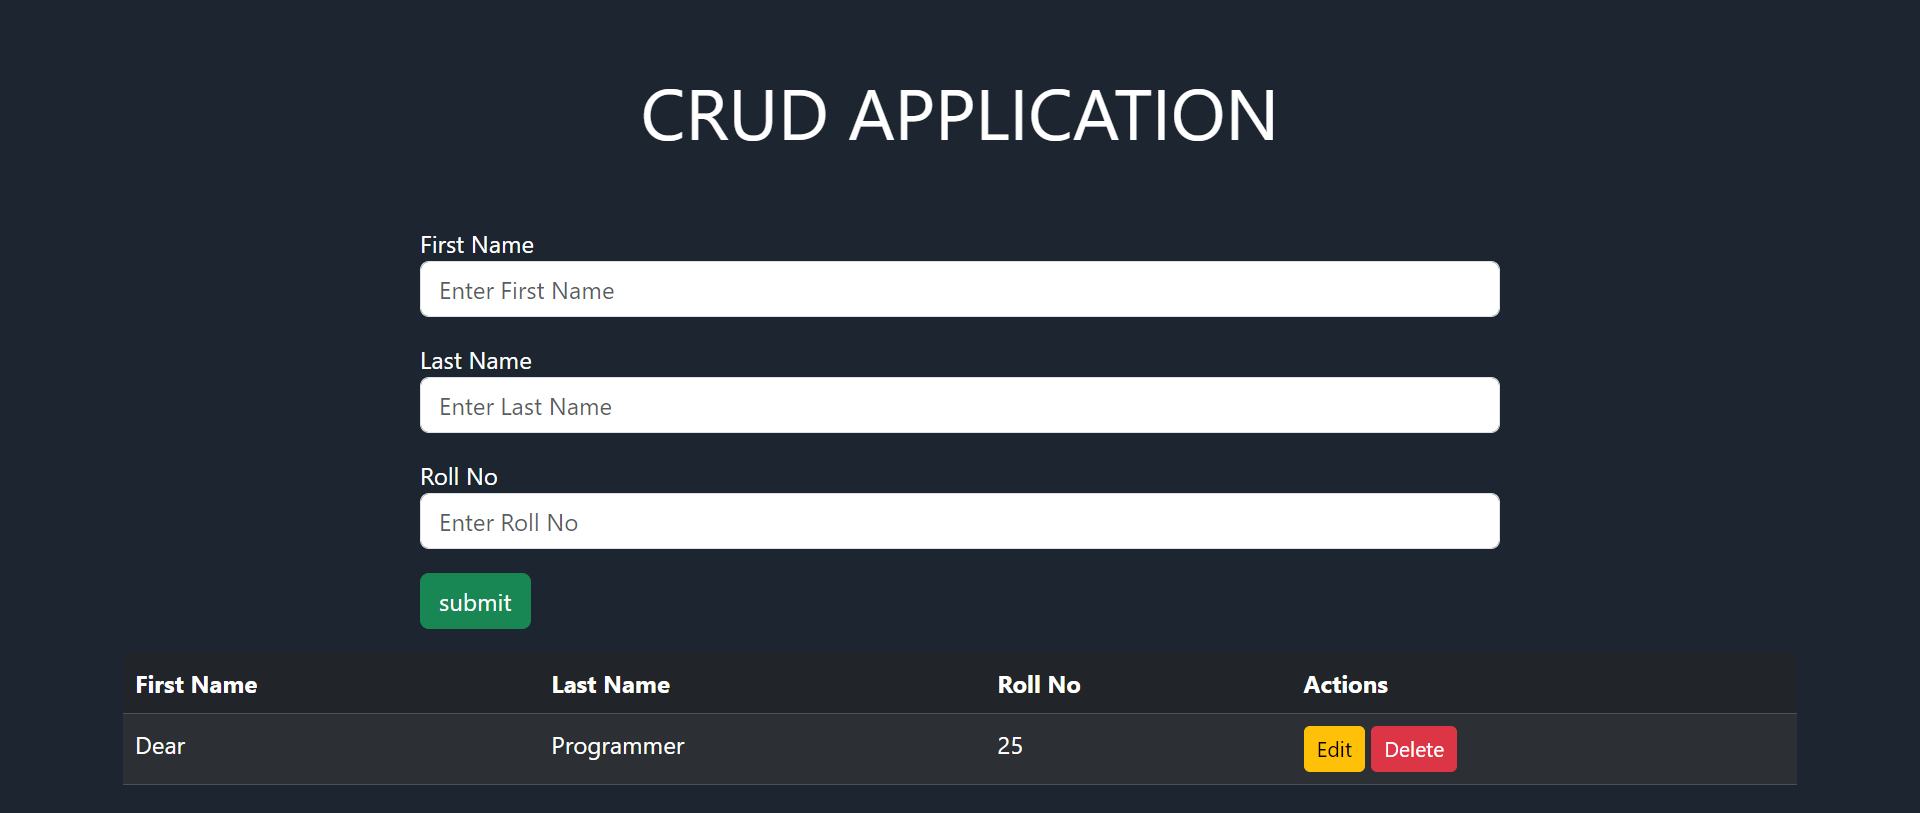 CRUD APPLICATION
First Name
Enter First Name
Last Name
Enter Last Name
Roll No
Enter Roll No
submit
First Name Last Name Roll No Actions
Dear Programmer 25 Edit Delete